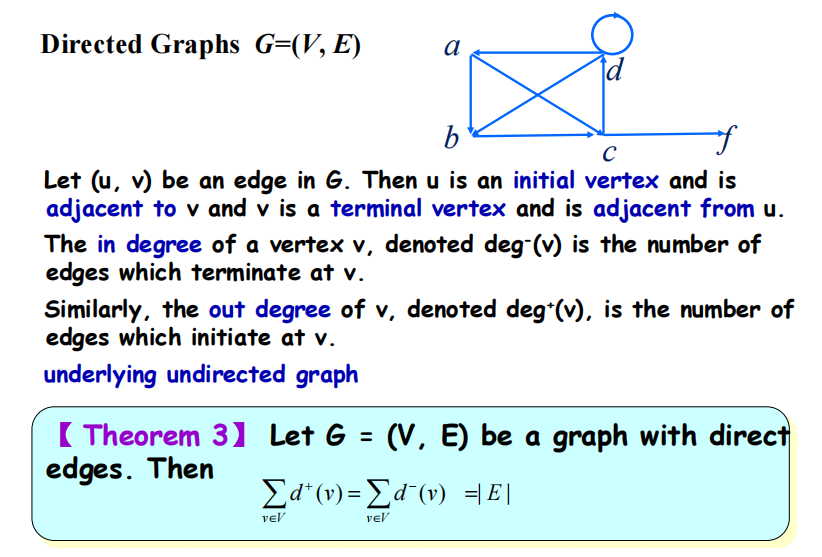 Directed Graphs G=(V, E)
a
d
b
c
f
Let (u, v) be an edge in G. Then u is an initial vertex and is
adjacent to v and v is a terminal vertex and is adjacent from u.
The in degree of a vertex v, denoted deg⁻(v) is the number of
edges which terminate at v.
Similarly, the out degree of v, denoted deg⁺(v), is the number of
edges which initiate at v.
underlying undirected graph
【 Theorem 3】 Let G = (V, E) be a graph with direct
edges. Then
∑_{v∈V} d⁺(v) = ∑_{v∈V} d⁻(v) =| E |